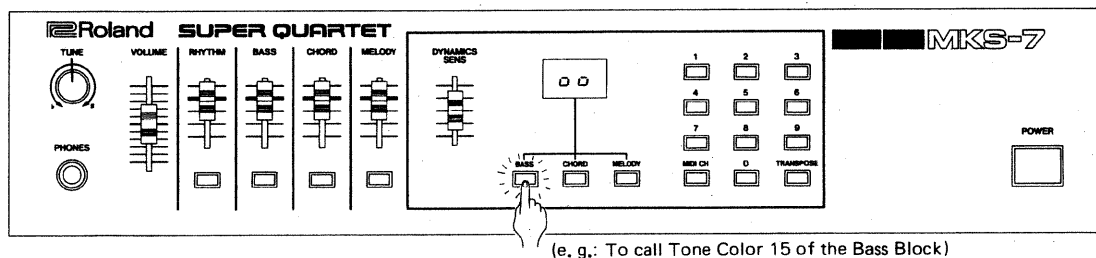 Roland SUPER QUARTET MKS-7
TUNE VOLUME RHYTHM BASS CHORD MELODY DYNAMICS SENS
1 2 3
oo
4 5 6
7 8 9
PHONES POWER
BASS CHORD MELODY MIDI CH 0 TRANSPOSE
(e. g.: To call Tone Color 15 of the Bass Block)